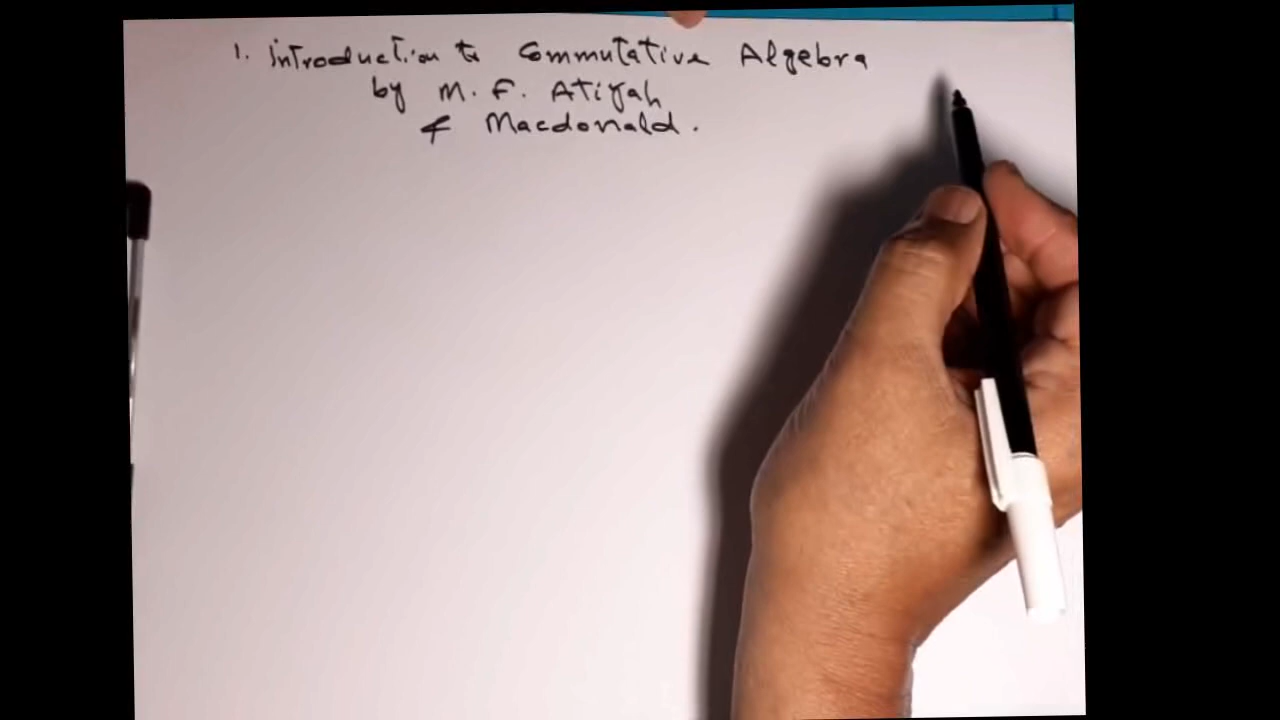 1. Introduction to Commutative Algebra
by M. F. Atiyah
& Macdonald.